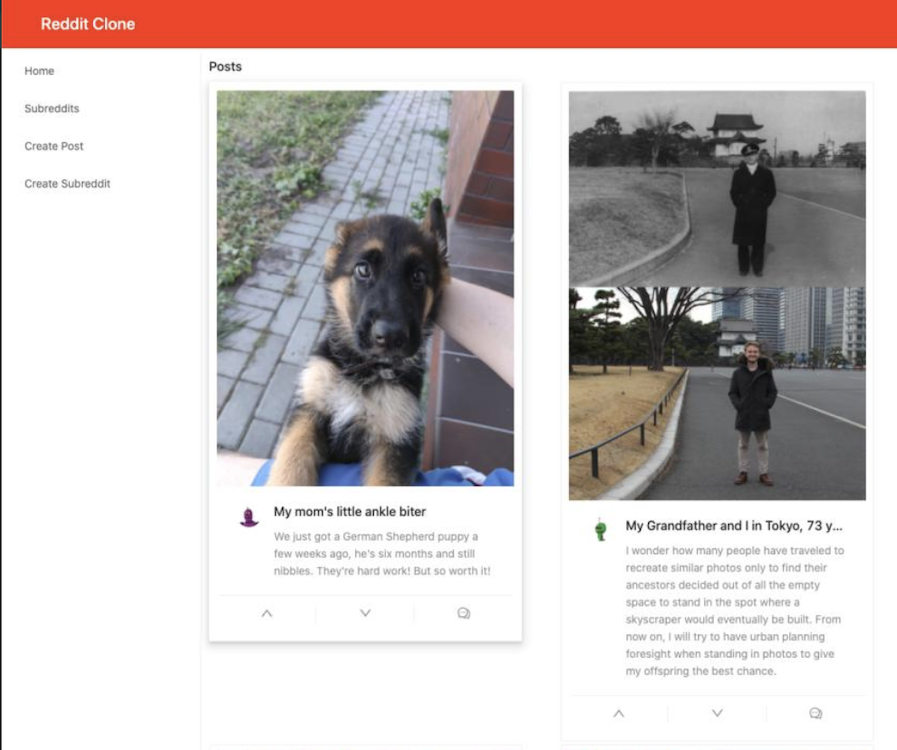 Reddit Clone
Home
Subreddits
Create Post
Create Subreddit
Posts
My mom's little ankle biter
We just got a German Shepherd puppy a
few weeks ago, he's six months and still
nibbles. They're hard work! But so worth it!
My Grandfather and I in Tokyo, 73 y...
I wonder how many people have traveled to
recreate similar photos only to find their
ancestors decided out of all the empty
space to stand in the spot where a
skyscraper would eventually be built. From
now on, I will try to have urban planning
foresight when standing in photos to give
my offspring the best chance.